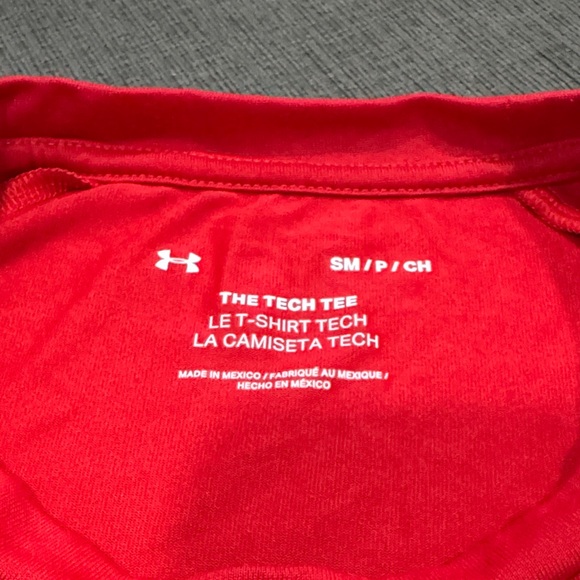 SM / P / CH
THE TECH TEE
LE T-SHIRT TECH
LA CAMISETA TECH
MADE IN MEXICO / FABRIQUÉ AU MEXIQUE /
HECHO EN MÉXICO